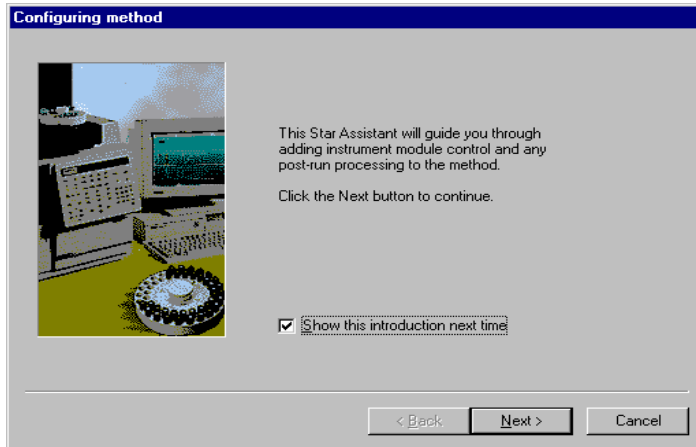 Configuring method
This Star Assistant will guide you through
adding instrument module control and any
post-run processing to the method.
Click the Next button to continue.
Show this introduction next time
< Back
Next >
Cancel